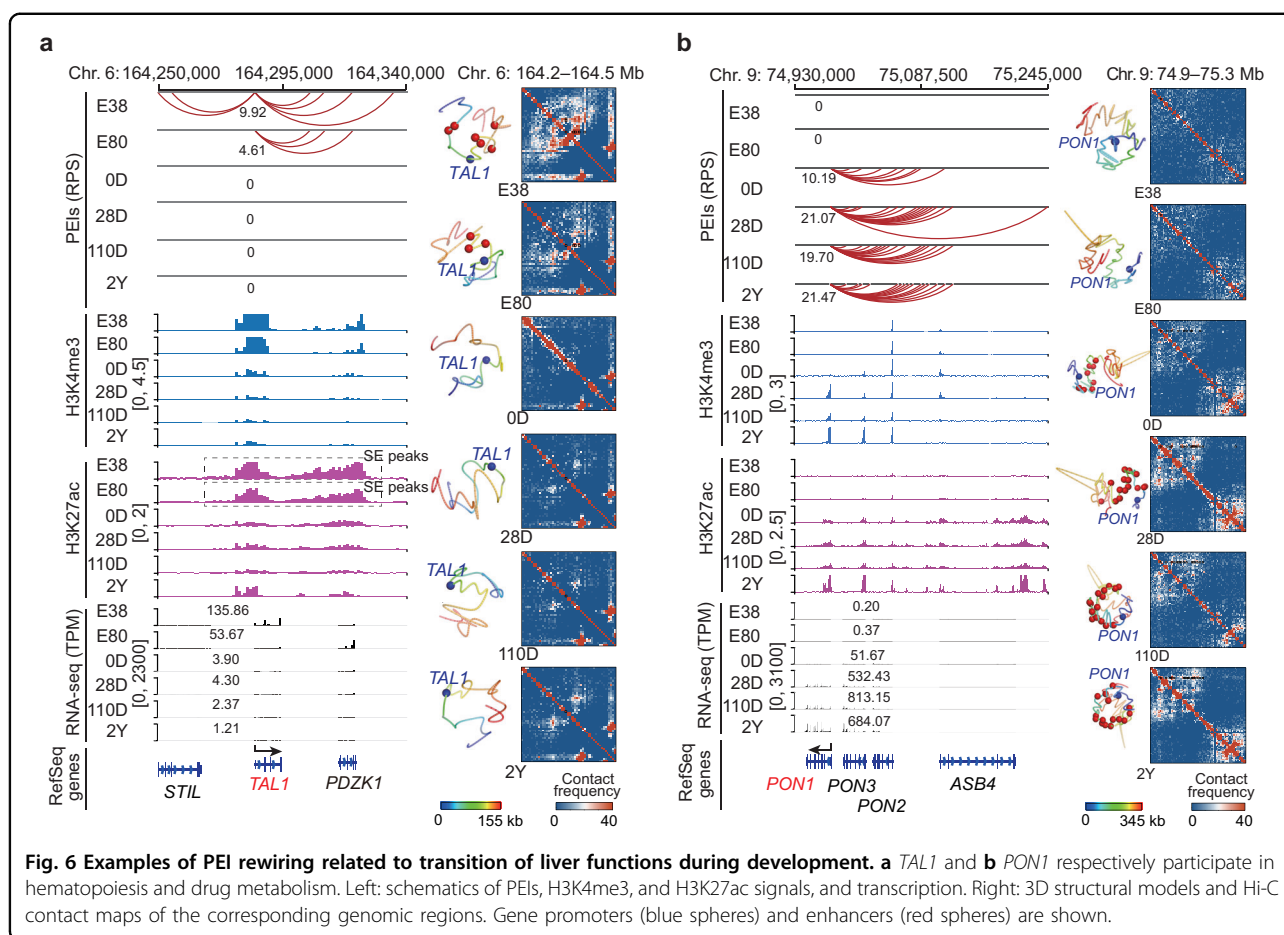 a
Chr. 6: 164,250,000 164,295,000 164,340,000 Chr. 6: 164.2–164.5 Mb
PEIs (RPS)
E38 9.92
E80 4.61
0D 0
28D 0
110D 0
2Y 0
H3K4me3
[0, 4.5]
E38
E80
0D
28D
110D
2Y
H3K27ac
[0, 2]
E38 SE peaks
E80 SE peaks
0D
28D
110D
2Y
RNA-seq (TPM)
[0, 2300]
E38 135.86
E80 53.67
0D 3.90
28D 4.30
110D 2.37
2Y 1.21
RefSeq genes
STIL TAL1 PDZK1
TAL1
E38
TAL1
E80
TAL1
0D
TAL1
28D
TAL1
110D
TAL1
2Y
0 155 kb
Contact frequency
0 40
b
Chr. 9: 74,930,000 75,087,500 75,245,000 Chr. 9: 74.9–75.3 Mb
PEIs (RPS)
E38 0
E80 0
0D 10.19
28D 21.07
110D 19.70
2Y 21.47
H3K4me3
[0, 3]
E38
E80
0D
28D
110D
2Y
H3K27ac
[0, 2.5]
E38
E80
0D
28D
110D
2Y
RNA-seq (TPM)
[0, 3100]
E38 0.20
E80 0.37
0D 51.67
28D 532.43
110D 813.15
2Y 684.07
RefSeq genes
PON1 PON3 PON2 ASB4
PON1
E38
PON1
E80
PON1
0D
PON1
28D
PON1
110D
PON1
2Y
0 345 kb
Contact frequency
0 40
Fig. 6 Examples of PEI rewiring related to transition of liver functions during development. a TAL1 and b PON1 respectively participate in
hematopoiesis and drug metabolism. Left: schematics of PEIs, H3K4me3, and H3K27ac signals, and transcription. Right: 3D structural models and Hi-C
contact maps of the corresponding genomic regions. Gene promoters (blue spheres) and enhancers (red spheres) are shown.